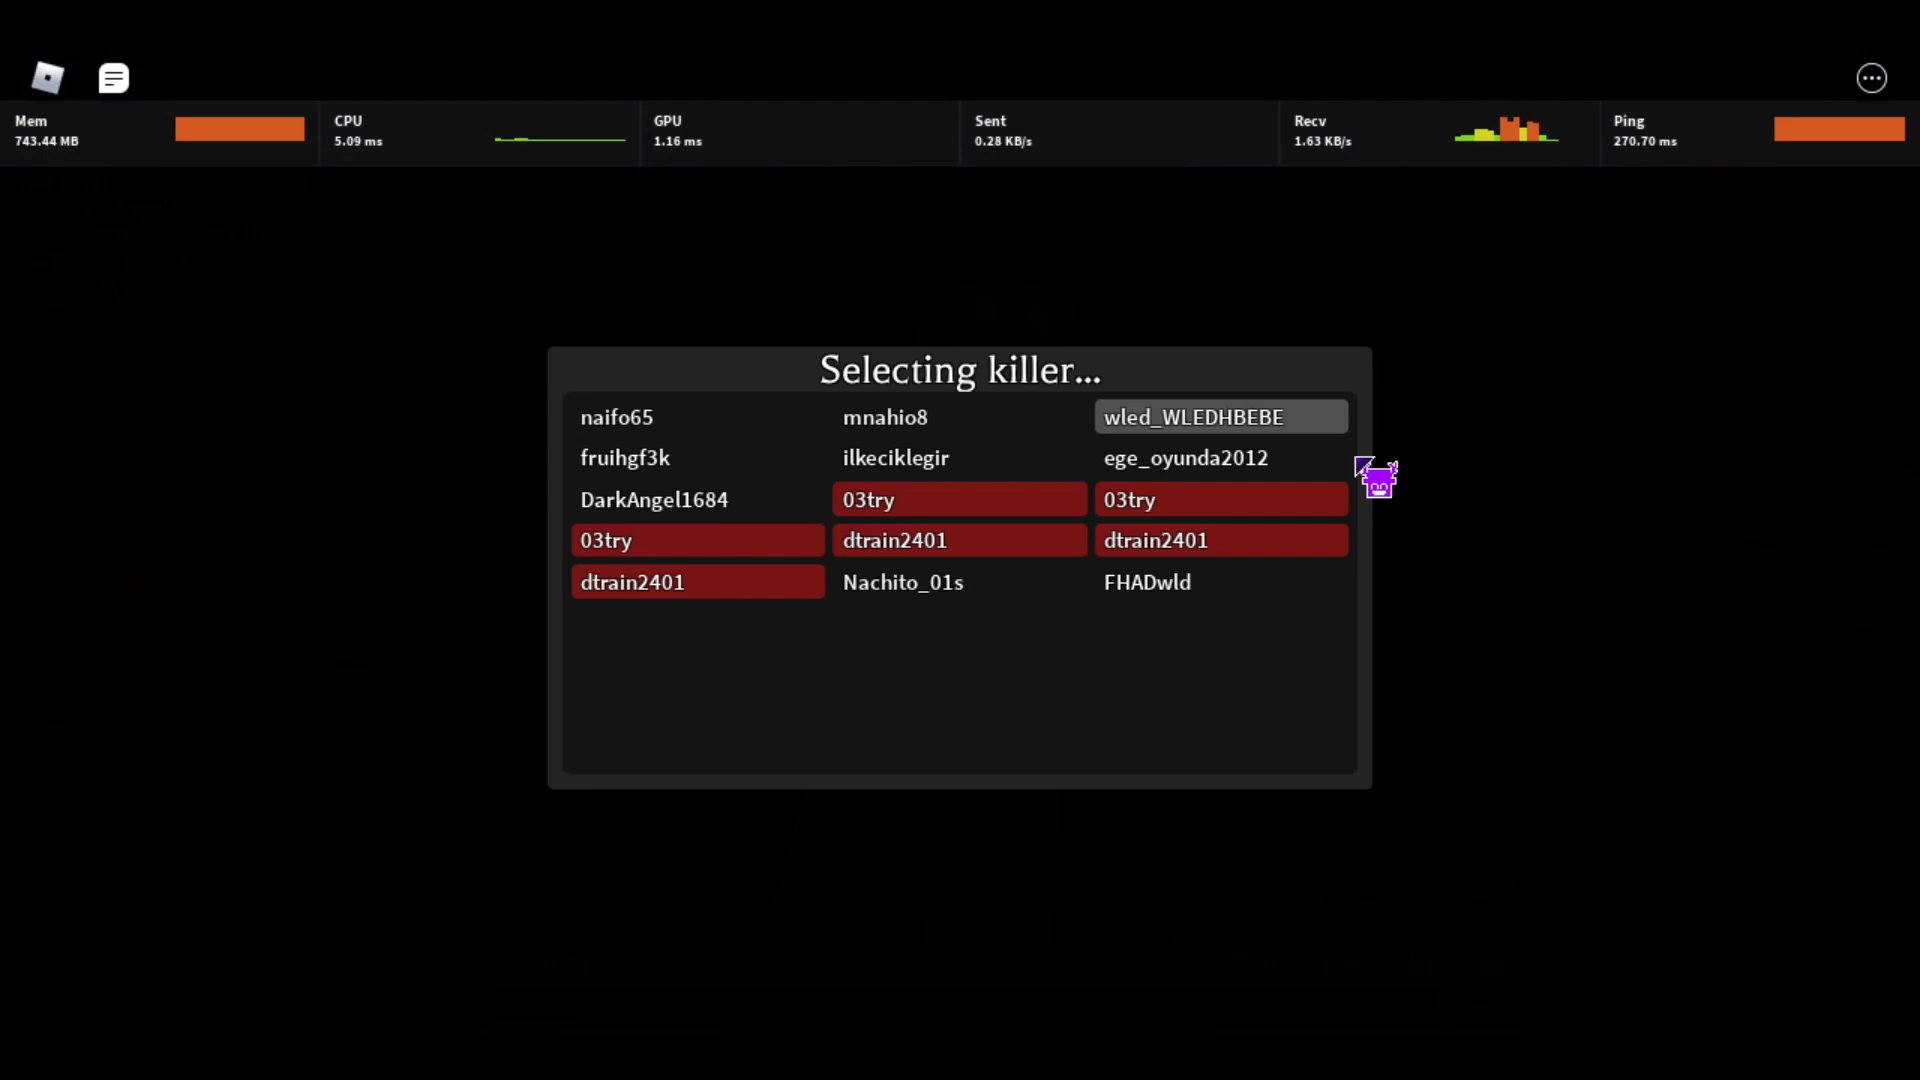 Mem
743.44 MB
CPU
5.09 ms
GPU
1.16 ms
Sent
0.28 KB/s
Recv
1.63 KB/s
Ping
270.70 ms
Selecting killer...
naifo65 mnahio8 wled_WLEDHBEBE
fruihgf3k ilkeciklegir ege_oyunda2012
DarkAngel1684 03try 03try
03try dtrain2401 dtrain2401
dtrain2401 Nachito_01s FHADwld